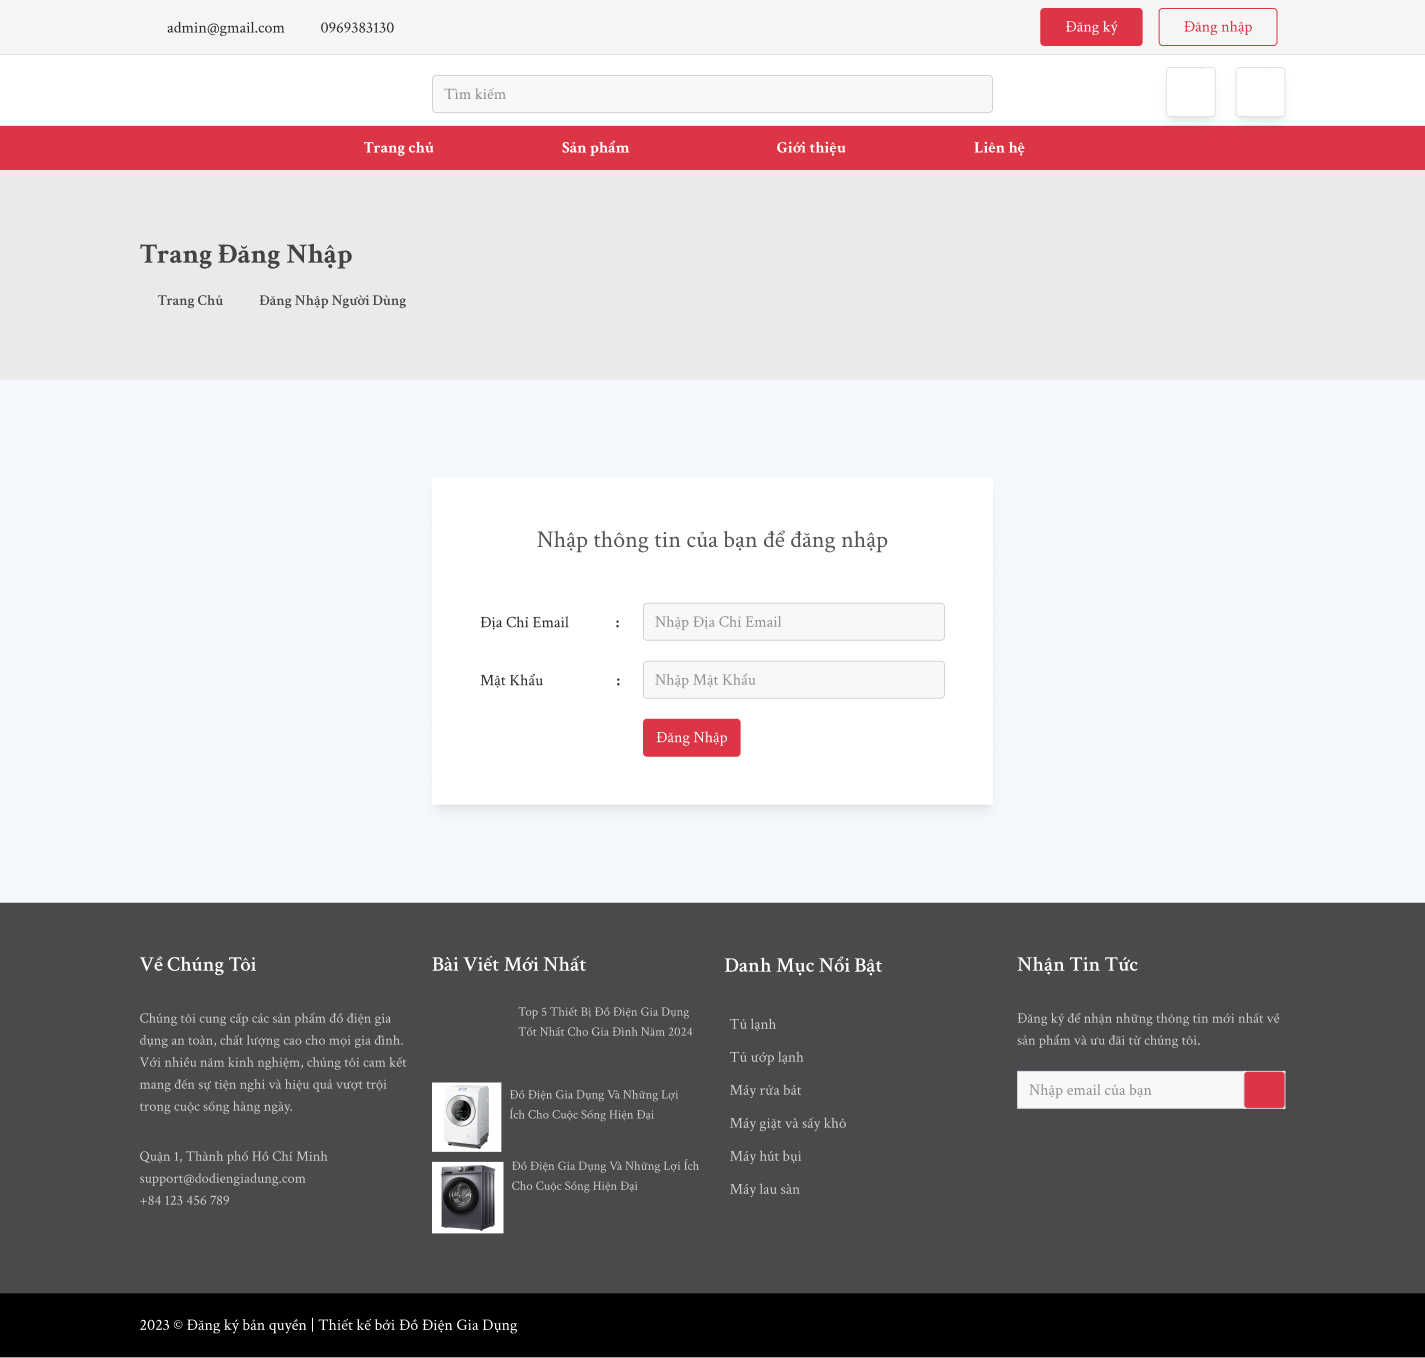 admin@gmail.com 0969383130 Đăng ký Đăng nhập
Tìm kiếm
Trang chủ Sản phẩm Giới thiệu Liên hệ
Trang Đăng Nhập
Trang Chủ Đăng Nhập Người Dùng
Nhập thông tin của bạn để đăng nhập
Địa Chỉ Email : Nhập Địa Chỉ Email
Mật Khẩu : Nhập Mật Khẩu
Đăng Nhập
Về Chúng Tôi
Chúng tôi cung cấp các sản phẩm đồ điện gia
dụng an toàn, chất lượng cao cho mọi gia đình.
Với nhiều năm kinh nghiệm, chúng tôi cam kết
mang đến sự tiện nghi và hiệu quả vượt trội
trong cuộc sống hàng ngày.
Quận 1, Thành phố Hồ Chí Minh
support@dodiengiadung.com
+84 123 456 789
Bài Viết Mới Nhất
Top 5 Thiết Bị Đồ Điện Gia Dụng
Tốt Nhất Cho Gia Đình Năm 2024
Đồ Điện Gia Dụng Và Những Lợi
Ích Cho Cuộc Sống Hiện Đại
Đồ Điện Gia Dụng Và Những Lợi Ích
Cho Cuộc Sống Hiện Đại
Danh Mục Nổi Bật
Tủ lạnh
Tủ ướp lạnh
Máy rửa bát
Máy giặt và sấy khô
Máy hút bụi
Máy lau sàn
Nhận Tin Tức
Đăng ký để nhận những thông tin mới nhất về
sản phẩm và ưu đãi từ chúng tôi.
Nhập email của bạn
2023 © Đăng ký bản quyền | Thiết kế bởi Đồ Điện Gia Dụng